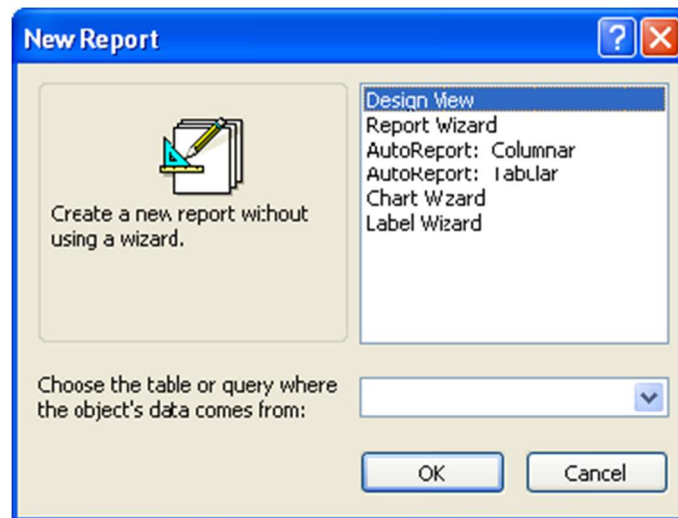 New Report
?
Create a new report without
using a wizard.
Design View
Report Wizard
AutoReport: Columnar
AutoReport: Tabular
Chart Wizard
Label Wizard
Choose the table or query where
the object's data comes from:
OK
Cancel